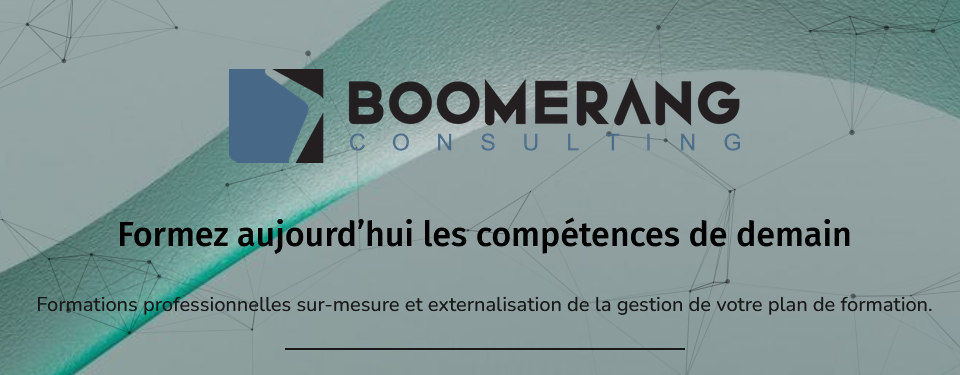 BOOMERANG
CONSULTING
Formez aujourd’hui les compétences de demain
Formations professionnelles sur-mesure et externalisation de la gestion de votre plan de formation.